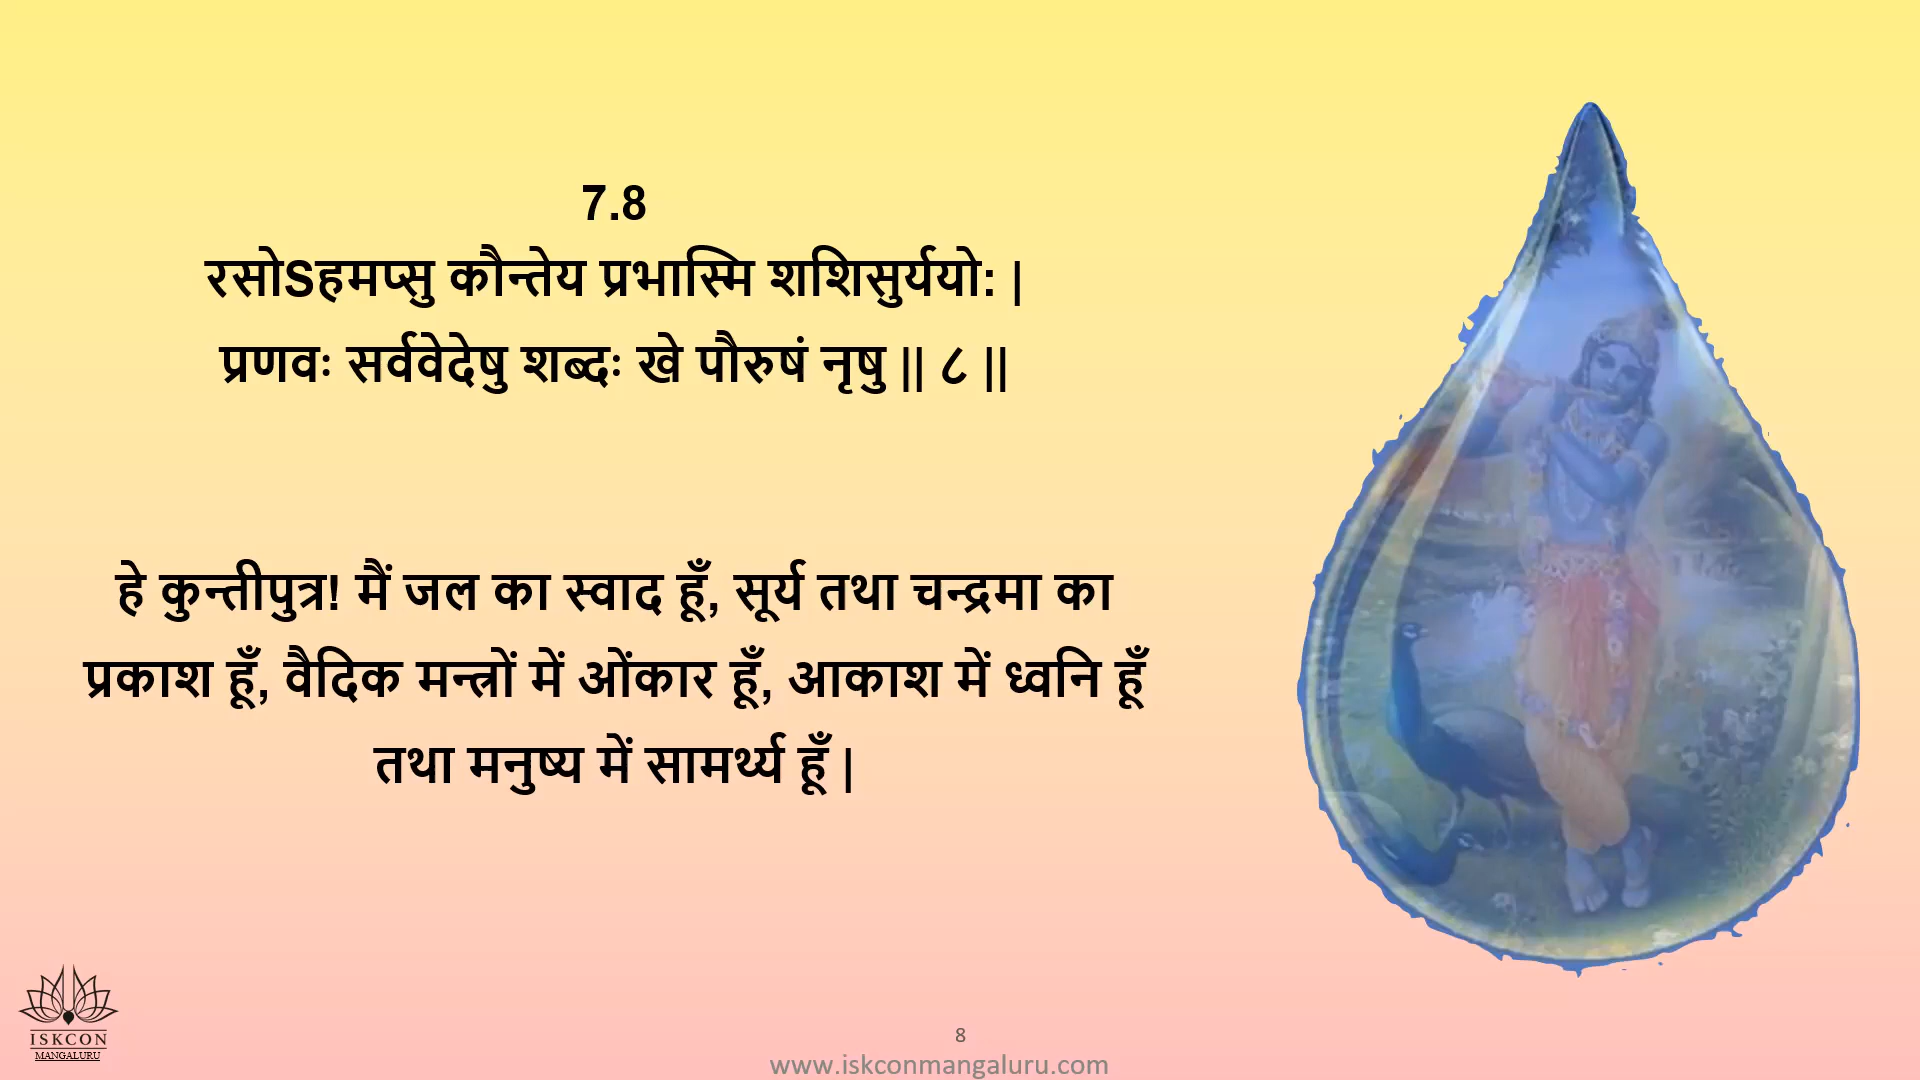 7.8
रसोSहमप्सु कौन्तेय प्रभास्मि शशिसुर्ययो: |
प्रणवः सर्ववेदेषु शब्दः खे पौरुषं नृषु || ८ ||
हे कुन्तीपुत्र! मैं जल का स्वाद हूँ, सूर्य तथा चन्द्रमा का
प्रकाश हूँ, वैदिक मन्त्रों में ओंकार हूँ, आकाश में ध्वनि हूँ
तथा मनुष्य में सामर्थ्य हूँ |
ISKCON
MANGALURU
8
www.iskconmangaluru.com